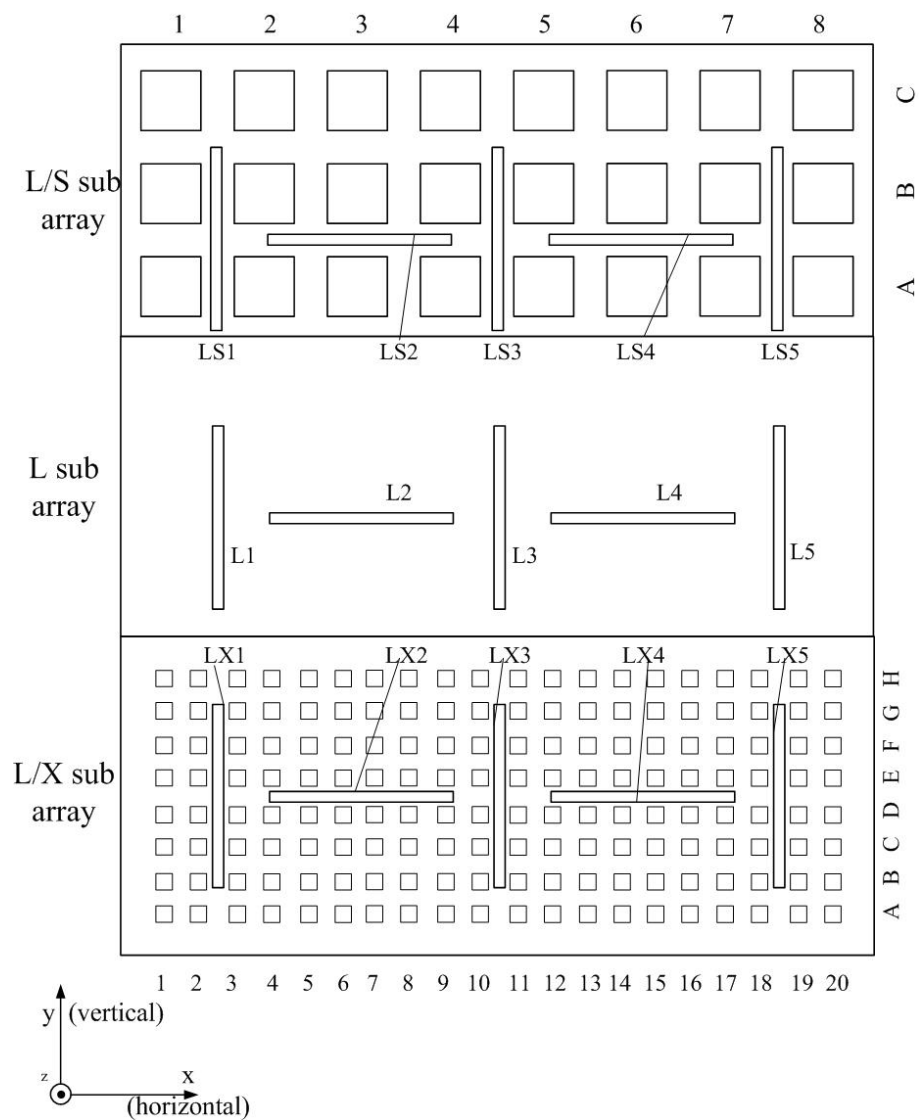 1 2 3 4 5 6 7 8
C
L/S sub
array
B
A
LS1 LS2 LS3 LS4 LS5
L sub
array
L2 L4
L1 L3 L5
LX1 LX2 LX3 LX4 LX5
H
G
F
L/X sub
array
E
D
C
B
A
1 2 3 4 5 6 7 8 9 10 11 12 13 14 15 16 17 18 19 20
y (vertical)
z x
(horizontal)